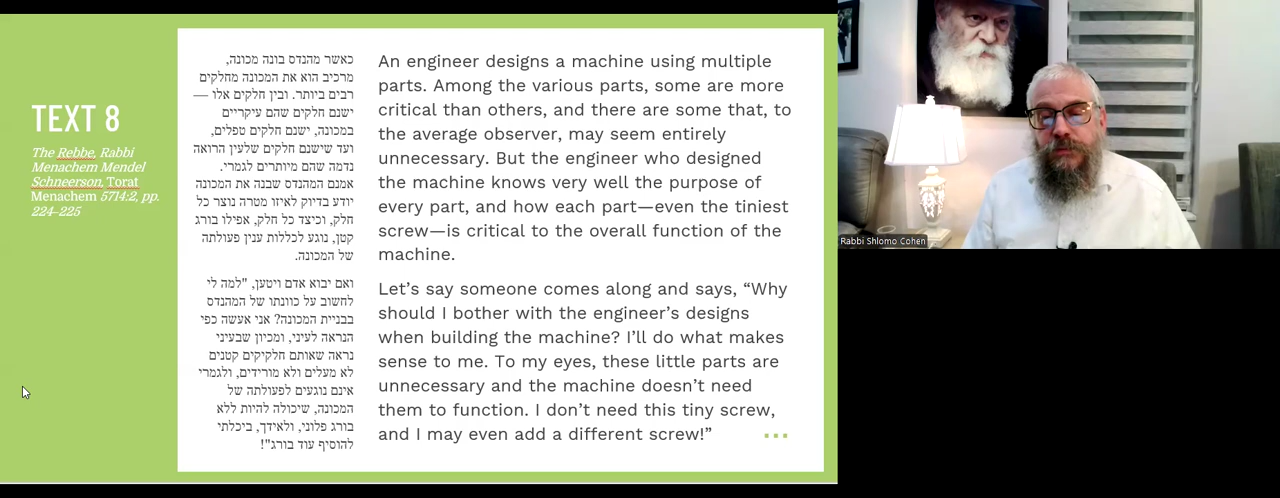 TEXT 8
The Rebbe, Rabbi
Menachem Mendel
Schneerson, Torat
Menachem 5714:2, pp.
224–225
כאשר מהנדס בונה מכונה,
מרכיב הוא את המכונה מחלקים
רבים ביותר. ובין חלקים אלו —
ישנם חלקים שהם עיקריים
במכונה, ישנם חלקים טפלים,
ועד שישנם חלקים שלעין הרואה
נדמה שהם מיותרים לגמרי.
אמנם המהנדס שבנה את המכונה
יודע בדיוק לאיזו מטרה נוצר כל
חלק, וכיצד כל חלק, אפילו בורג
קטן, נוגע לכללות ענין פעולתה
של המכונה.
ואם יבוא אדם ויטען, "למה לי
לחשוב על כוונתו של המהנדס
בבניית המכונה? אני אעשה כפי
הנראה לעיני, ומכיון שבעיני
נראה שאותם חלקיקים קטנים
לא מעלים ולא מורידים, ולגמרי
אינם נוגעים לפעולתה של
המכונה, שיכולה להיות ללא
בורג פלוני, ולאידך, ביכלתי
להוסיף עוד בורג"!
An engineer designs a machine using multiple
parts. Among the various parts, some are more
critical than others, and there are some that, to
the average observer, may seem entirely
unnecessary. But the engineer who designed
the machine knows very well the purpose of
every part, and how each part—even the tiniest
screw—is critical to the overall function of the
machine.
Let's say someone comes along and says, “Why
should I bother with the engineer's designs
when building the machine? I'll do what makes
sense to me. To my eyes, these little parts are
unnecessary and the machine doesn't need
them to function. I don't need this tiny screw,
and I may even add a different screw!” ...
Rabbi Shlomo Cohen